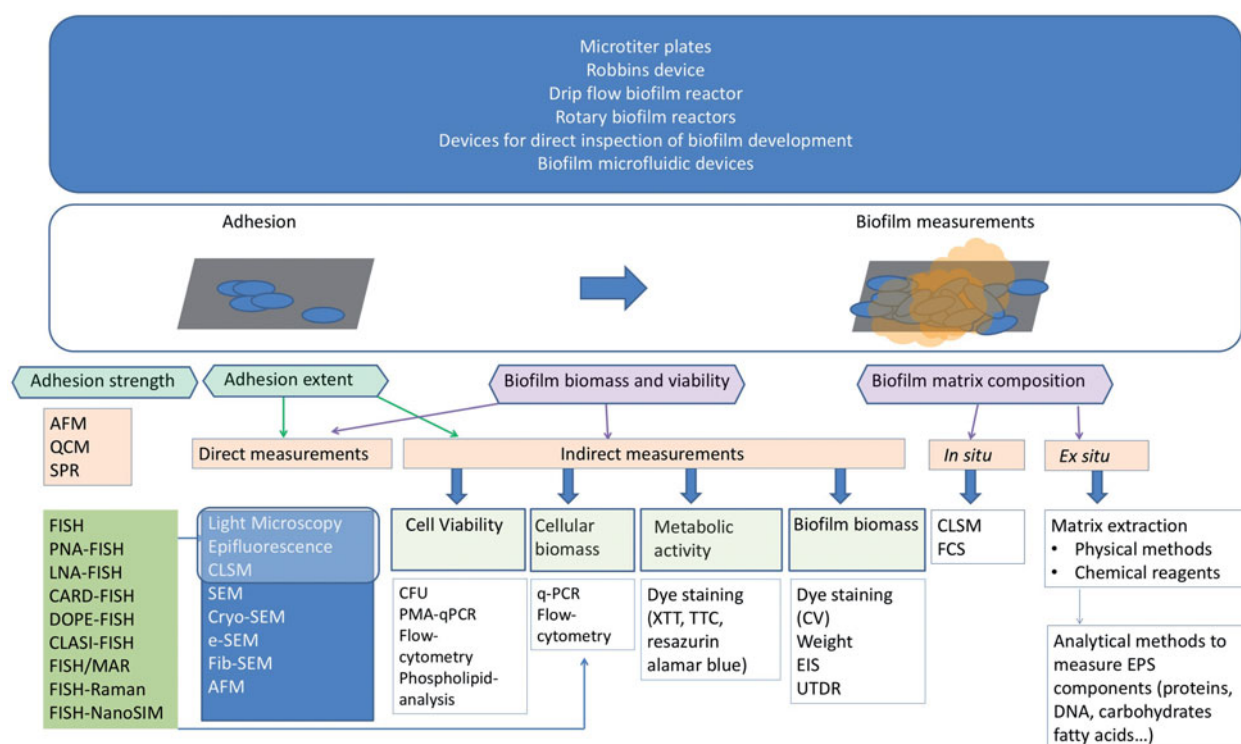 Microtiter plates
Robbins device
Drip flow biofilm reactor
Rotary biofilm reactors
Devices for direct inspection of biofilm development
Biofilm microfluidic devices
Adhesion
Biofilm measurements
Adhesion strength
Adhesion extent
Biofilm biomass and viability
Biofilm matrix composition
AFM
QCM
SPR
Direct measurements
Indirect measurements
In situ
Ex situ
FISH
PNA-FISH
LNA-FISH
CARD-FISH
DOPE-FISH
CLASI-FISH
FISH/MAR
FISH-Raman
FISH-NanoSIM
Light Microscopy
Epifluorescence
CLSM
SEM
Cryo-SEM
e-SEM
Fib-SEM
AFM
Cell Viability
CFU
PMA-qPCR
Flow-
cytometry
Phospholipid-
analysis
Cellular
biomass
q-PCR
Flow-
cytometry
Metabolic
activity
Dye staining
(XTT, TTC,
resazurin
alamar blue)
Biofilm biomass
Dye staining
(CV)
Weight
EIS
UTDR
CLSM
FCS
Matrix extraction
• Physical methods
• Chemical reagents
Analytical methods to
measure EPS
components (proteins,
DNA, carbohydrates
fatty acids...)